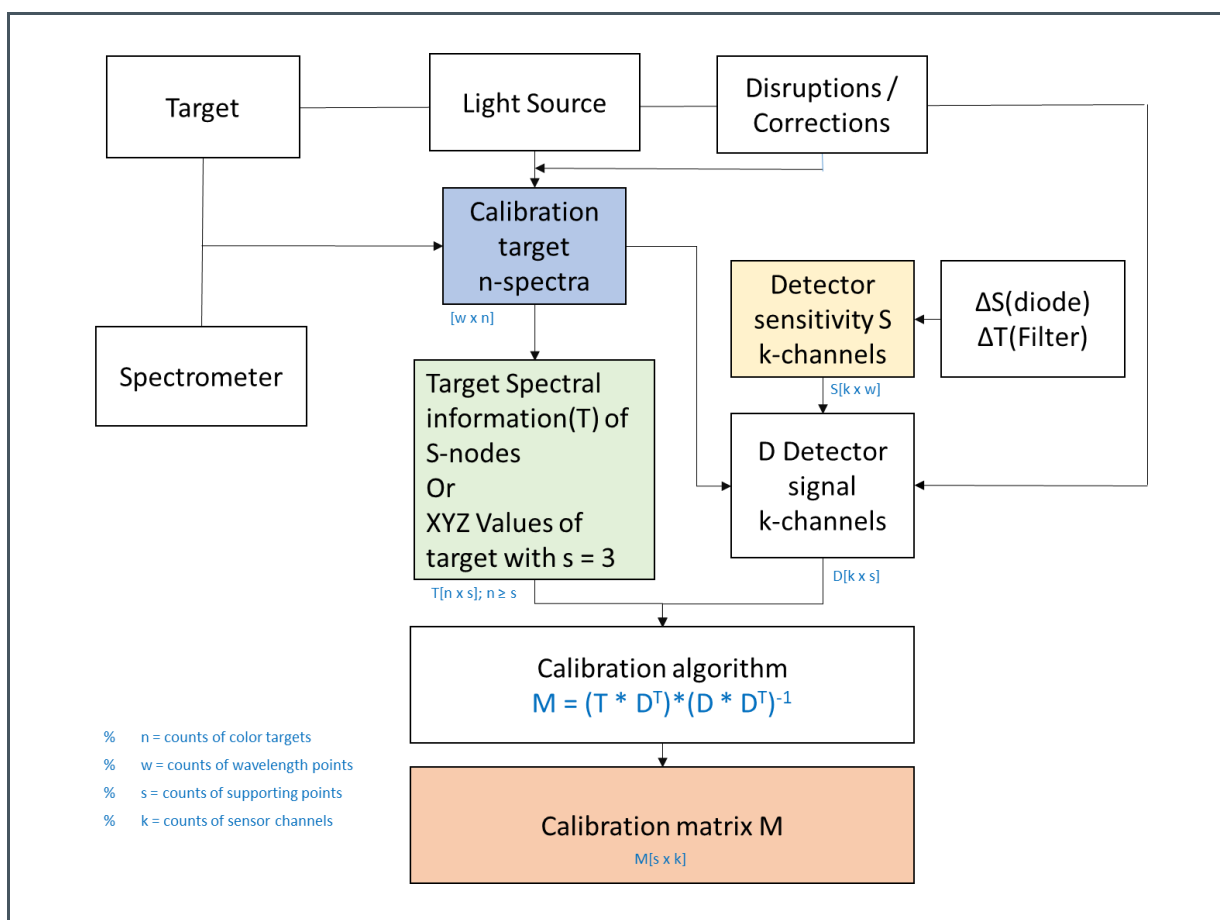 Target
Light Source
Disruptions /
Corrections
Calibration
target
n-spectra
[w x n]
Detector
sensitivity S
k-channels
S[k x w]
ΔS(diode)
ΔT(Filter)
Spectrometer
Target Spectral
information(T) of
S-nodes
Or
XYZ Values of
target with s = 3
T[n x s]; n ≥ s
D Detector
signal
k-channels
D[k x s]
Calibration algorithm
M = (T * Dᵀ)*(D * Dᵀ)⁻¹
% n = counts of color targets
% w = counts of wavelength points
% s = counts of supporting points
% k = counts of sensor channels
Calibration matrix M
M[s x k]